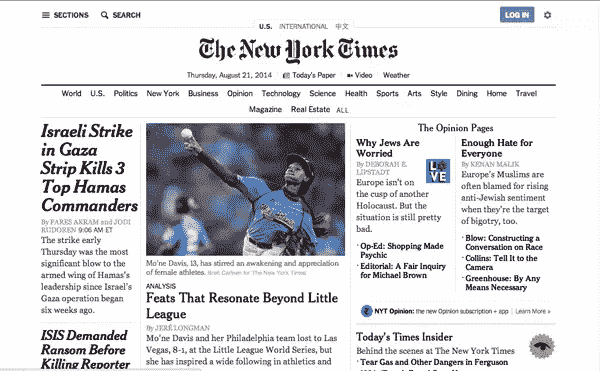 SECTIONS SEARCH
U.S. INTERNATIONAL 中文
LOG IN
The New York Times
Thursday, August 21, 2014 Today's Paper Video Weather
World U.S. Politics New York Business Opinion Technology Science Health Sports Arts Style Dining Home Travel
Magazine Real Estate ALL
Israeli Strike
in Gaza
Strip Kills 3
Top Hamas
Commanders
By FARES AKRAM and JODI
RUDOREN 9:06 AM ET
The strike early
Thursday was the
most significant blow to the
armed wing of Hamas's
leadership since Israel's
Gaza operation began
six weeks ago.
ISIS Demanded
Ransom Before
Killing Reporter
Mo'ne Davis, 13, has stirred an awakening and appreciation
of female athletes. Brett Carlsen for The New York Times
ANALYSIS
Feats That Resonate Beyond Little
League
By JERÉ LONGMAN
Mo'ne Davis and her Philadelphia team lost to Las
Vegas, 8-1, at the Little League World Series, but
she has inspired a wide following in athletics and
The Opinion Pages
Why Jews Are
Worried
By DEBORAH E.
LIPSTADT
Europe isn't on
the cusp of another
Holocaust. But the
situation is still pretty
bad.
Op-Ed: Shopping Made
Psychic
Editorial: A Fair Inquiry
for Michael Brown
Enough Hate for
Everyone
By KENAN MALIK
Europe's Muslims are
often blamed for rising
anti-Jewish sentiment
when they're the target
of bigotry, too.
Blow: Constructing a
Conversation on Race
Collins: Tell It to the
Camera
Greenhouse: By Any
Means Necessary
NYT Opinion: the new Opinion subscription + app Learn More »
Today's Times Insider
Behind the scenes at The New York Times
Tear Gas and Other Dangers in Ferguson